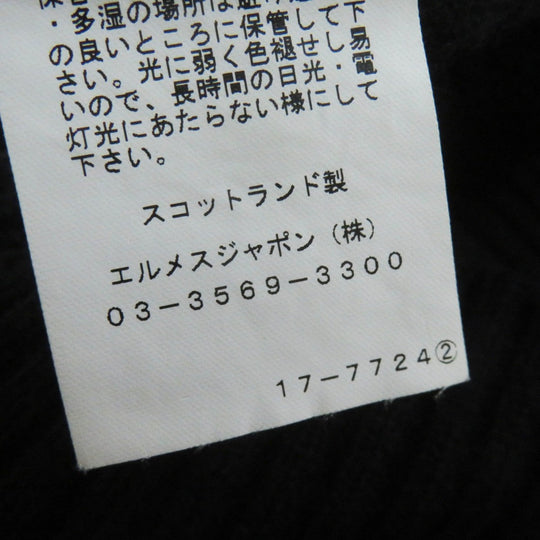 ・多湿の場所は避け
の良いところに保管して下
さい。光に弱く色褪せし易
いので、長時間の日光・電
灯光にあたらない様にして
下さい。
スコットランド製
エルメスジャポン（株）
03-3569-3300
17-7724②